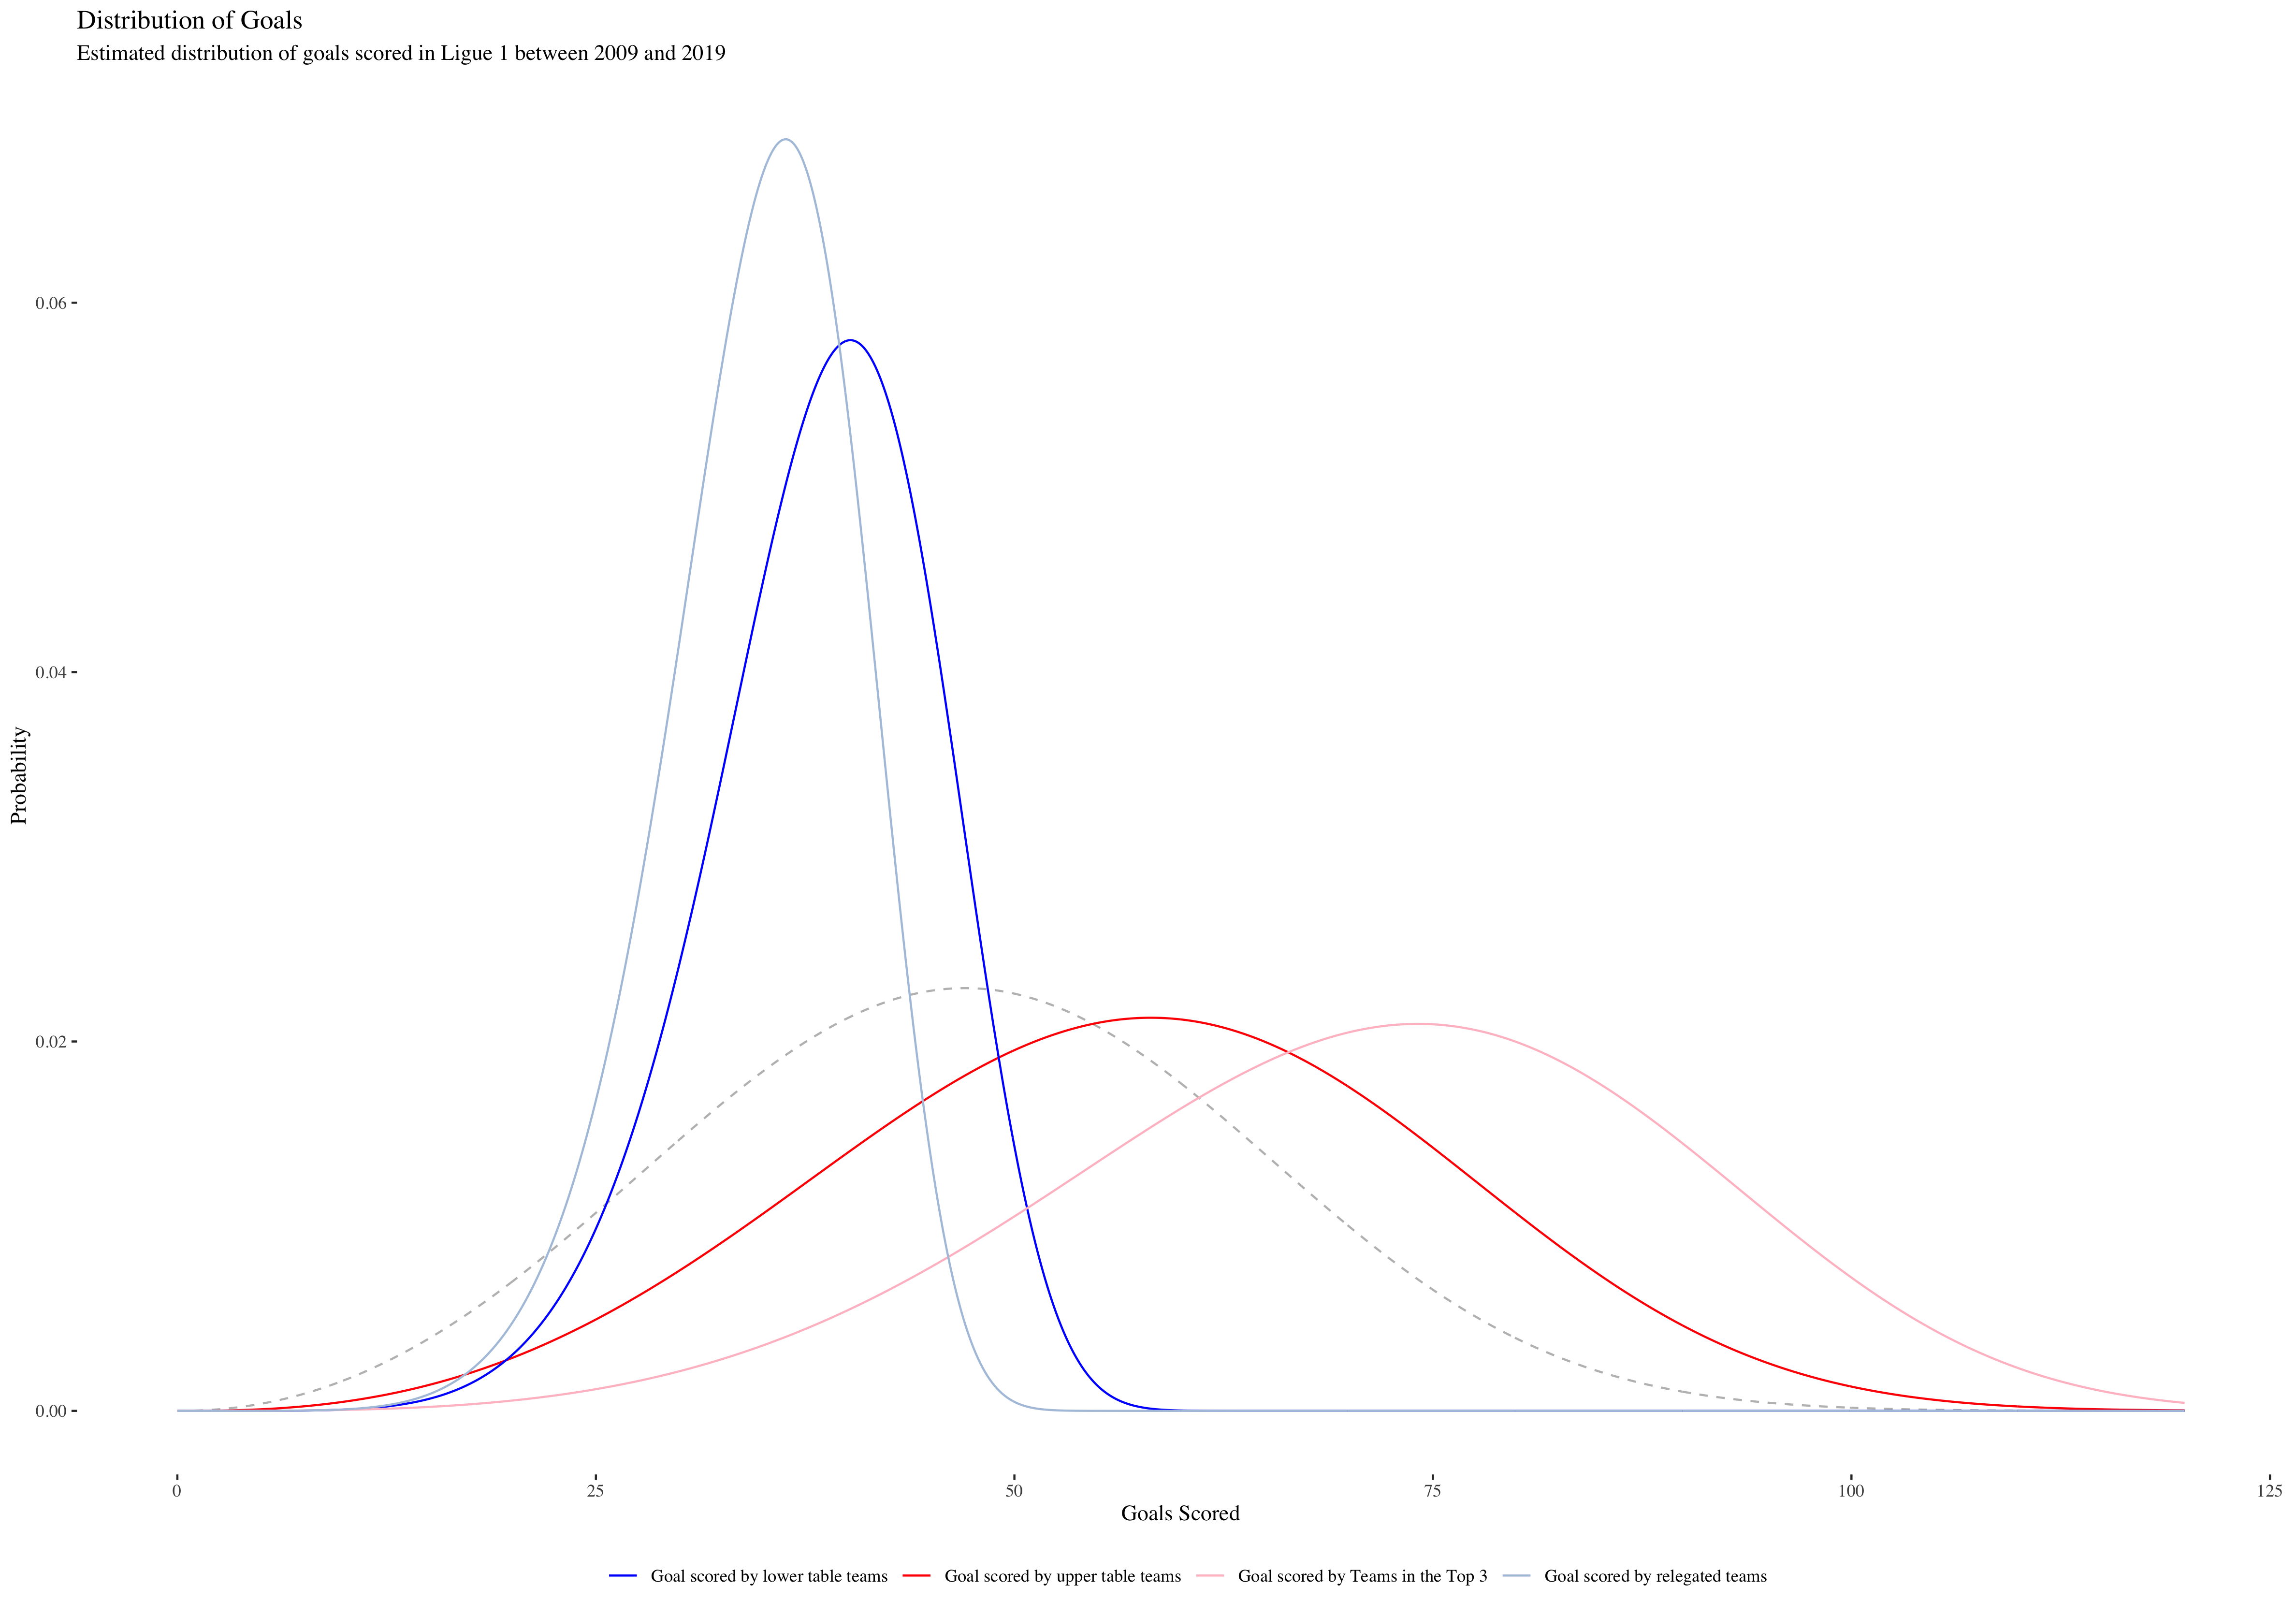 Distribution of Goals
Estimated distribution of goals scored in Ligue 1 between 2009 and 2019
Probability
0.06
0.04
0.02
0.00
0 25 50 75 100 125
Goals Scored
Goal scored by lower table teams Goal scored by upper table teams Goal scored by Teams in the Top 3 Goal scored by relegated teams